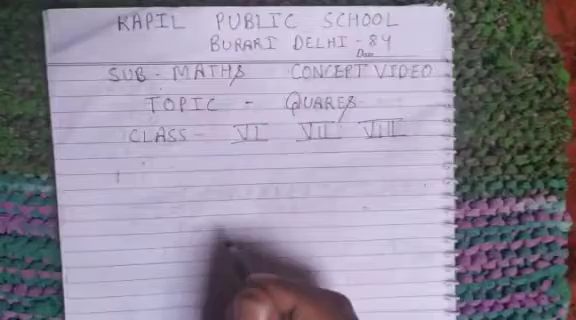 KAPIL PUBLIC SCHOOL
BURARI DELHI - 84
SUB - MATHS CONCEPT VIDEO
TOPIC - QUARES
CLASS - VI VII VIII